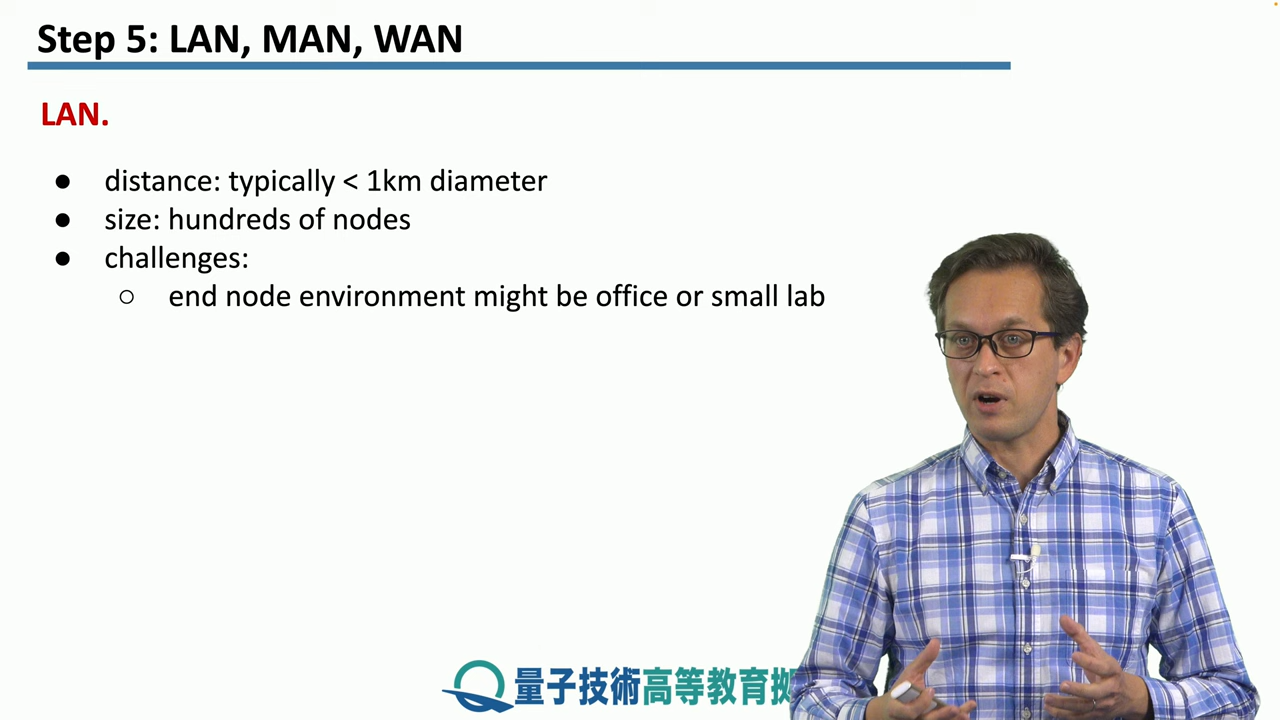 Step 5: LAN, MAN, WAN
LAN.
● distance: typically < 1km diameter
● size: hundreds of nodes
● challenges:
○ end node environment might be office or small lab
量子技術高等教育拠